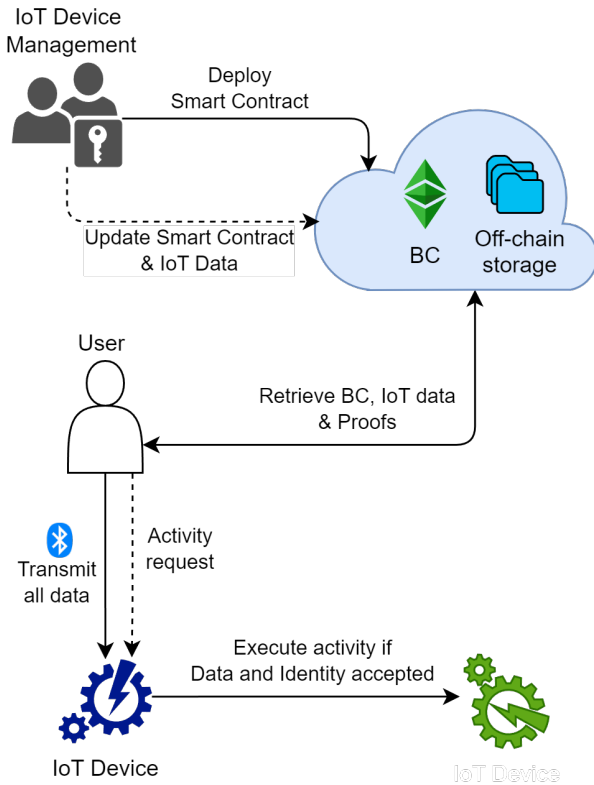 IoT Device
Management
Deploy
Smart Contract
Update Smart Contract
& IoT Data
BC
Off-chain
storage
User
Retrieve BC, IoT data
& Proofs
Transmit
all data
Activity
request
Execute activity if
Data and Identity accepted
IoT Device
IoT Device